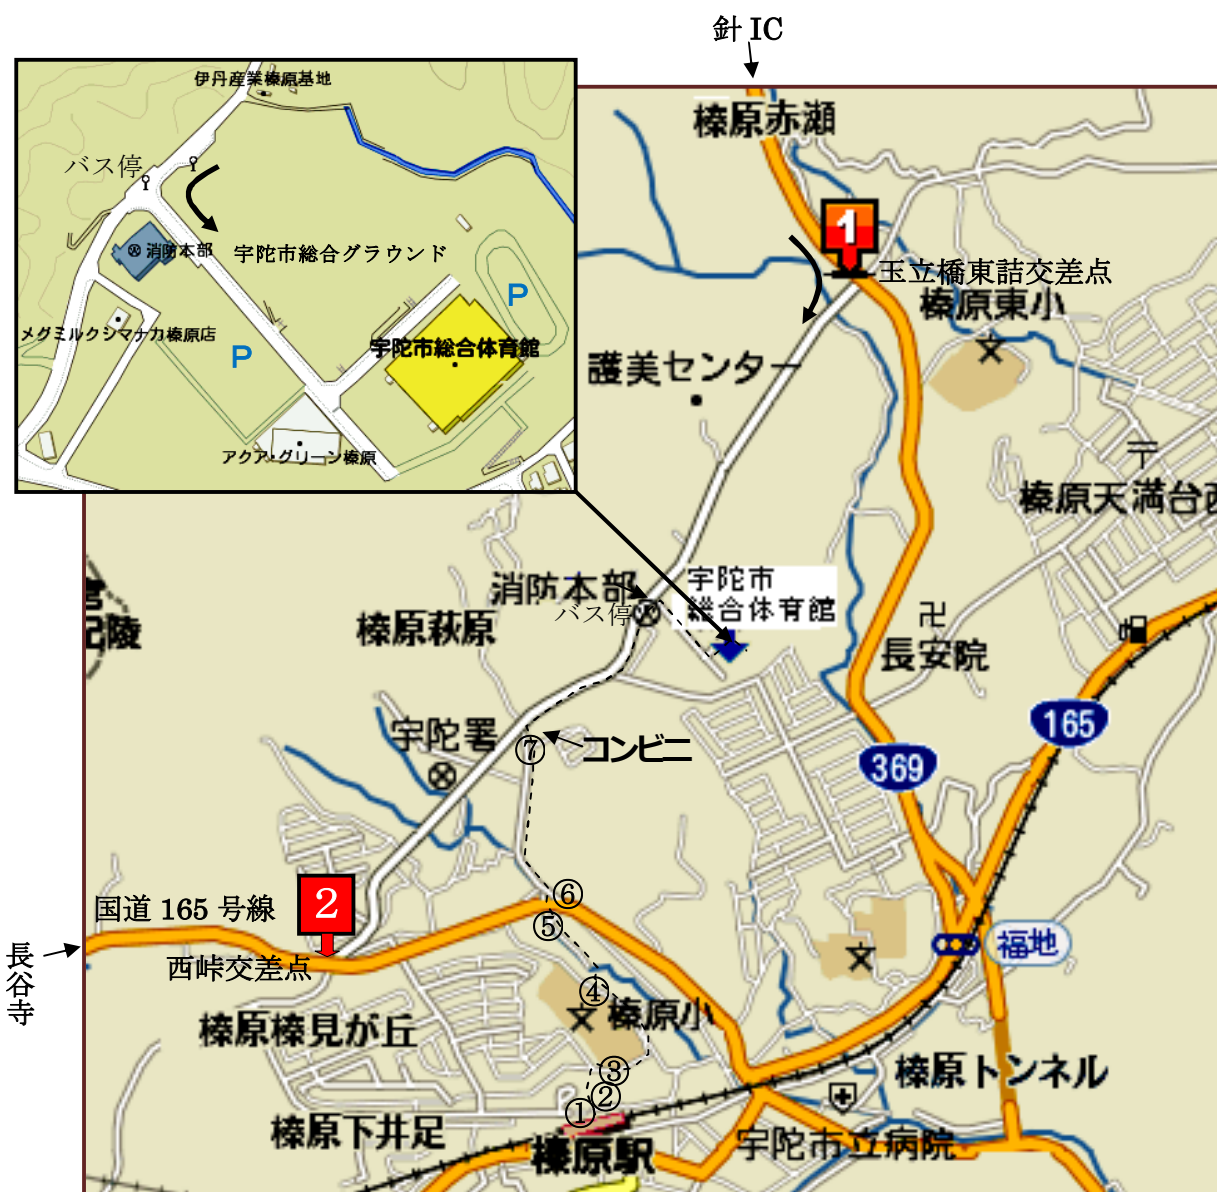 針IC
伊丹産業榛原基地
バス停
消防本部
宇陀市総合グラウンド
P
メグミルクシマナカ榛原店
P
宇陀市総合体育館
アクア・グリーン榛原
榛原赤瀬
1
玉立橋東詰交差点
榛原東小
護美センター
榛原天満台西
消防本部
バス停
宇陀市
総合体育館
榛原萩原
陵
長安院
165
宇陀署
⑦
コンビニ
369
国道165号線
2
⑥
⑤
西峠交差点
長谷寺
福地
④
榛原小
榛原榛見が丘
③
②
①
榛原トンネル
榛原下井足
榛原駅
宇陀市立病院